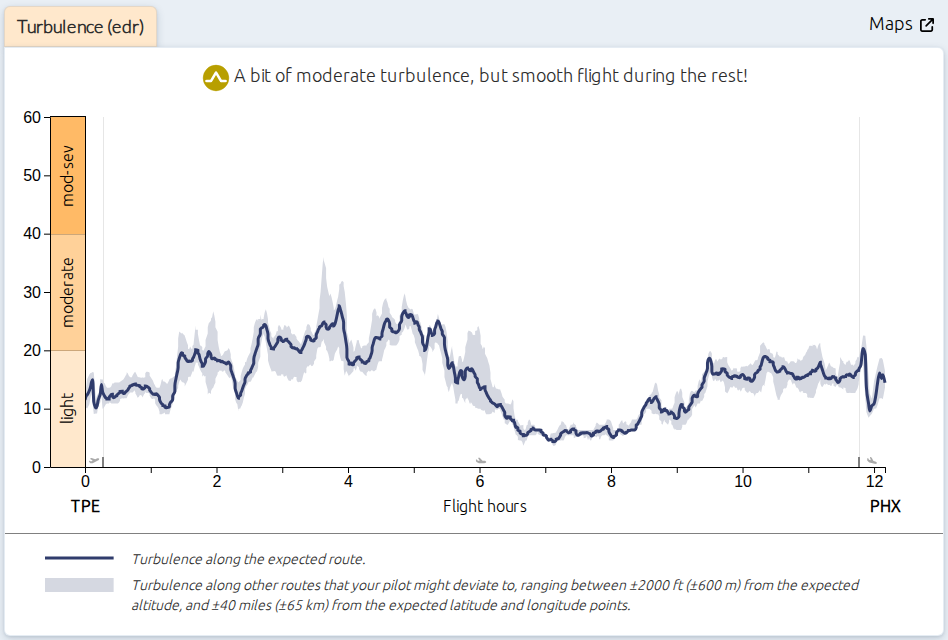 Turbulence (edr)
Maps
A bit of moderate turbulence, but smooth flight during the rest!
60
50
40
30
20
10
0
mod-sev
moderate
light
0 2 4 6 8 10 12
TPE Flight hours PHX
Turbulence along the expected route.
Turbulence along other routes that your pilot might deviate to, ranging between ±2000 ft (±600 m) from the expected
altitude, and ±40 miles (±65 km) from the expected latitude and longitude points.